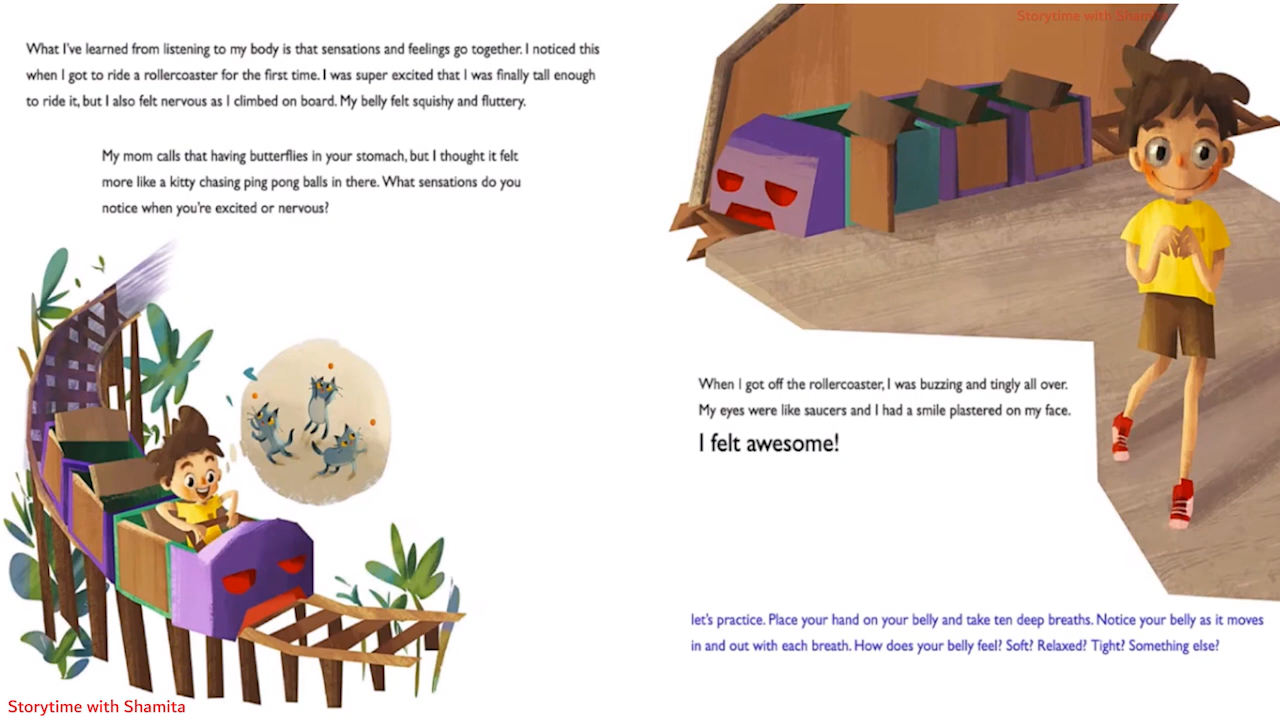 What I've learned from listening to my body is that sensations and feelings go together. I noticed this
when I got to ride a rollercoaster for the first time. I was super excited that I was finally tall enough
to ride it, but I also felt nervous as I climbed on board. My belly felt squishy and fluttery.
My mom calls that having butterflies in your stomach, but I thought it felt
more like a kitty chasing ping pong balls in there. What sensations do you
notice when you're excited or nervous?
Storytime with Shamita
Storytime with Shamita
When I got off the rollercoaster, I was buzzing and tingly all over.
My eyes were like saucers and I had a smile plastered on my face.
I felt awesome!
let's practice. Place your hand on your belly and take ten deep breaths. Notice your belly as it moves
in and out with each breath. How does your belly feel? Soft? Relaxed? Tight? Something else?